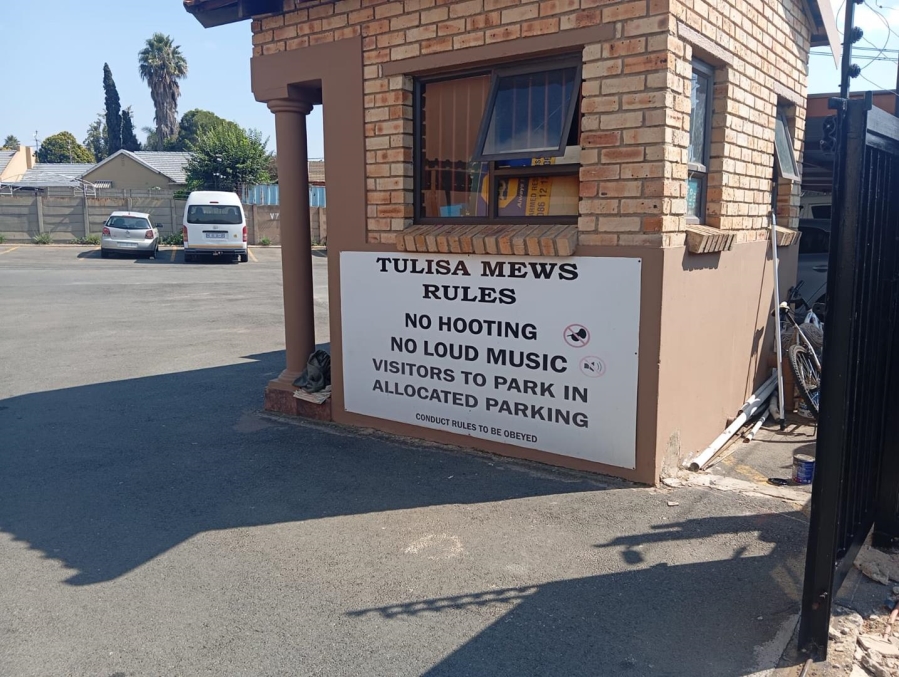 TULISA MEWS
RULES
NO HOOTING
NO LOUD MUSIC
VISITORS TO PARK IN
ALLOCATED PARKING
CONDUCT RULES TO BE OBEYED